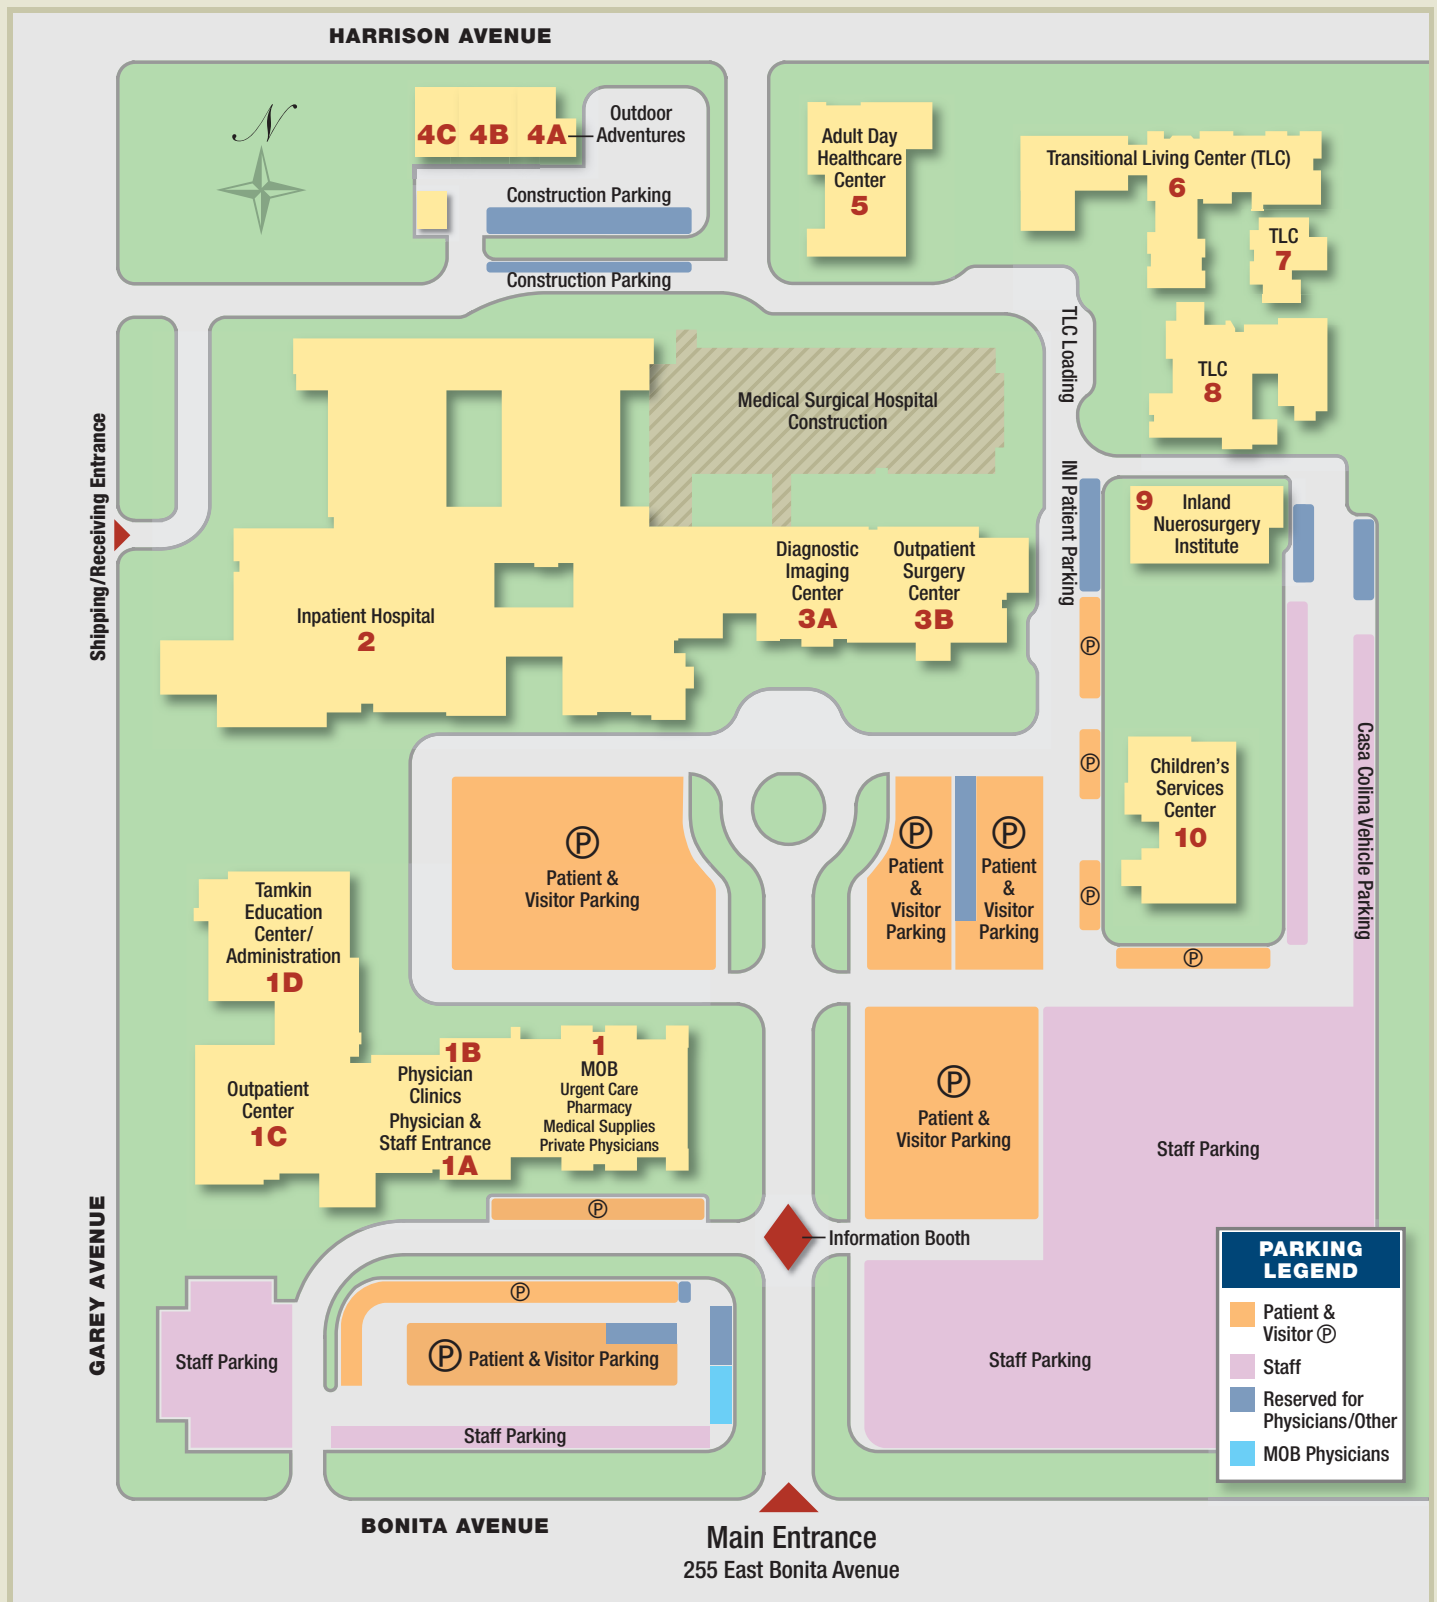 HARRISON AVENUE
N
4C 4B 4A
Outdoor
Adventures
Construction Parking
Construction Parking
Adult Day
Healthcare
Center
5
Transitional Living Center (TLC)
6
TLC
7
TLC
8
TLC Loading
Medical Surgical Hospital
Construction
Shipping/Receiving Entrance
INI Patient Parking
9 Inland
Nuerosurgery
Institute
Diagnostic
Imaging
Center
3A
Outpatient
Surgery
Center
3B
Inpatient Hospital
2
P
P
P
P
Children's
Services
Center
10
Casa Colina Vehicle Parking
P
Patient &
Visitor Parking
P
Patient
&
Visitor
Parking
P
Patient
&
Visitor
Parking
Tamkin
Education
Center/
Administration
1D
Outpatient
Center
1C
1B
Physician
Clinics
Physician &
Staff Entrance
1A
1
MOB
Urgent Care
Pharmacy
Medical Supplies
Private Physicians
P
Patient &
Visitor Parking
Staff Parking
P
Information Booth
GAREY AVENUE
Staff Parking
P
P Patient & Visitor Parking
Staff Parking
Staff Parking
PARKING
LEGEND
Patient &
Visitor P
Staff
Reserved for
Physicians/Other
MOB Physicians
BONITA AVENUE
Main Entrance
255 East Bonita Avenue